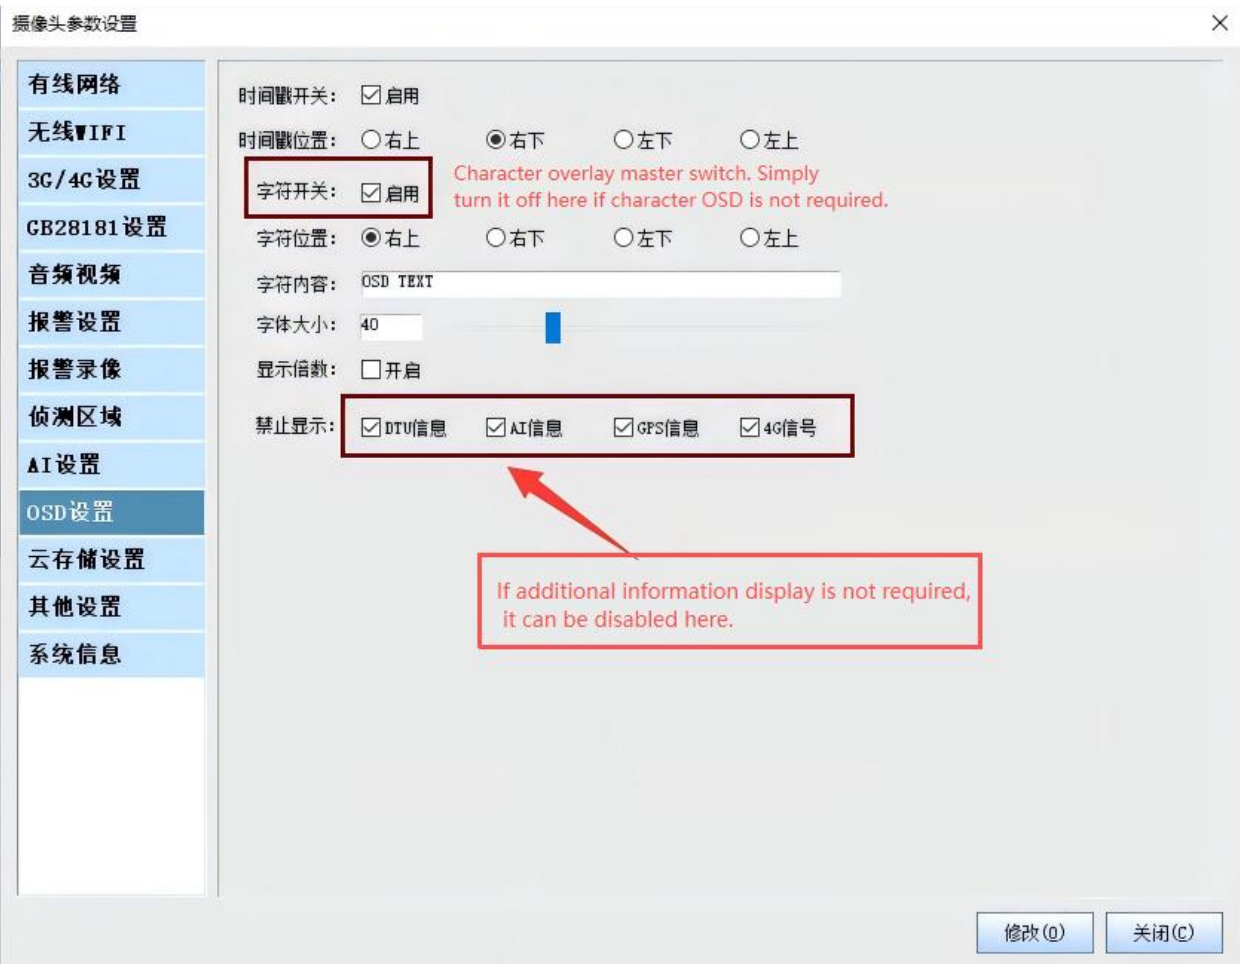 摄像头参数设置
有线网络
无线WIFI
3G/4G设置
GB28181设置
音频视频
报警设置
报警录像
侦测区域
AI设置
OSD设置
云存储设置
其他设置
系统信息
时间戳开关： 启用
时间戳位置： 右上 右下 左下 左上
字符开关： 启用
Character overlay master switch. Simply
turn it off here if character OSD is not required.
字符位置： 右上 右下 左下 左上
字符内容： OSD TEXT
字体大小： 40
显示倍数： 开启
禁止显示： DTU信息 AI信息 GPS信息 4G信号
If additional information display is not required,
it can be disabled here.
修改(O) 关闭(C)